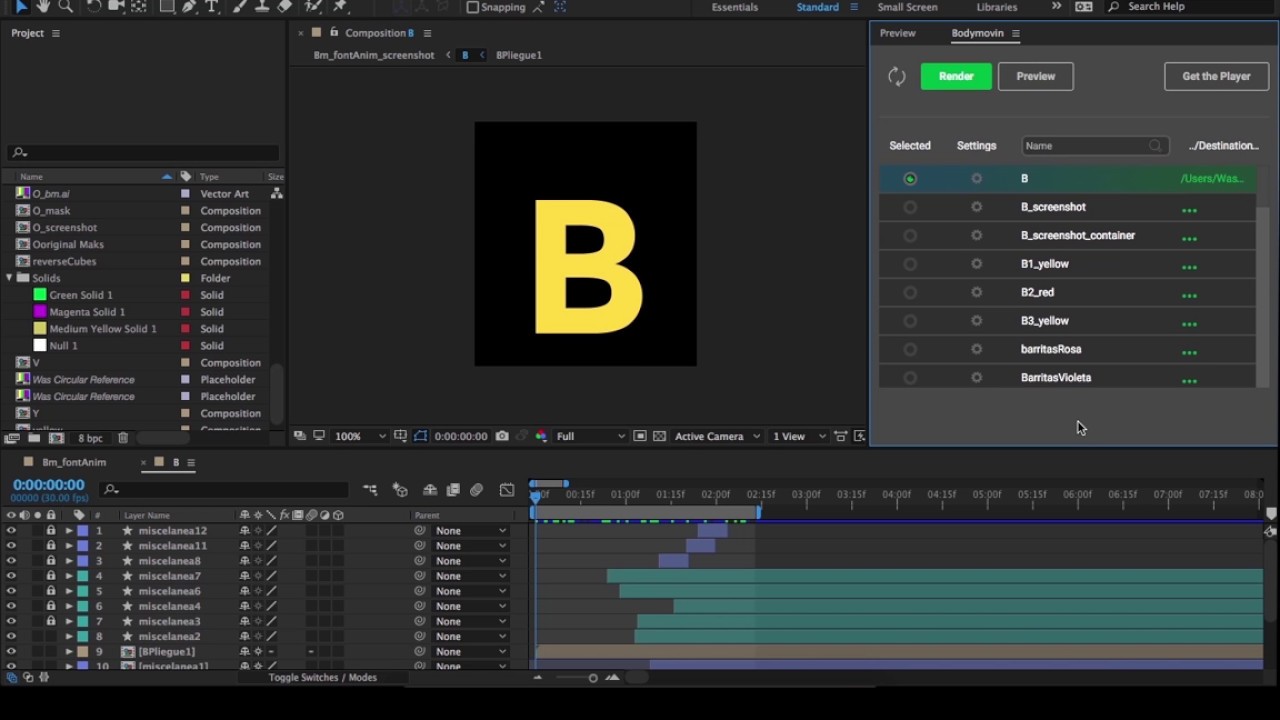 Snapping
Essentials
Standard
Small Screen
Libraries
Search Help
Project
Composition B
Bm_fontAnim_screenshot
B
BPliegue1
Preview
Bodymovin
Render
Preview
Get the Player
Selected
Settings
Name
../Destination..
B
/Users/Was...
B_screenshot
B_screenshot_container
B1_yellow
B2_red
B3_yellow
barritasRosa
BarritasVioleta
Name
Type
Size
O_bm.ai
Vector Art
O_mask
Composition
O_screenshot
Composition
Ooriginal Maks
Composition
reverseCubes
Composition
Solids
Folder
Green Solid 1
Solid
Magenta Solid 1
Solid
Medium Yellow Solid 1
Solid
Null 1
Solid
V
Composition
Was Circular Reference
Placeholder
Was Circular Reference
Placeholder
Y
Composition
8 bpc
B
100%
0:00:00:00
Full
Active Camera
1 View
Bm_fontAnim
B
0:00:00:00
00000 (30.00 fps)
# Layer Name
Parent
00:15f 01:00f 01:15f 02:00f 02:15f 03:00f 03:15f 04:00f 04:15f 05:00f 05:15f 06:00f 06:15f 07:00f 07:15f
1 miscelanea12 None
2 miscelanea11 None
3 miscelanea8 None
4 miscelanea7 None
5 miscelanea6 None
6 miscelanea4 None
7 miscelanea3 None
8 miscelanea2 None
9 [BPliegue1] None
10 [miscelanea1] None
Toggle Switches / Modes